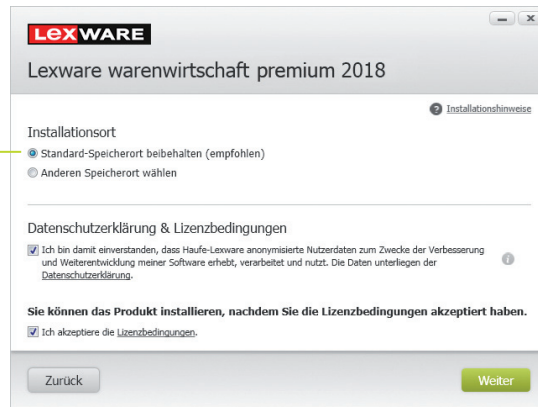 LEXWARE
Lexware warenwirtschaft premium 2018
Installationshinweise
Installationsort
Standard-Speicherort beibehalten (empfohlen)
Anderen Speicherort wählen
Datenschutzerklärung & Lizenzbedingungen
Ich bin damit einverstanden, dass Haufe-Lexware anonymisierte Nutzerdaten zum Zwecke der Verbesserung
und Weiterentwicklung meiner Software erhebt, verarbeitet und nutzt. Die Daten unterliegen der
Datenschutzerklärung.
Sie können das Produkt installieren, nachdem Sie die Lizenzbedingungen akzeptiert haben.
Ich akzeptiere die Lizenzbedingungen.
Zurück
Weiter